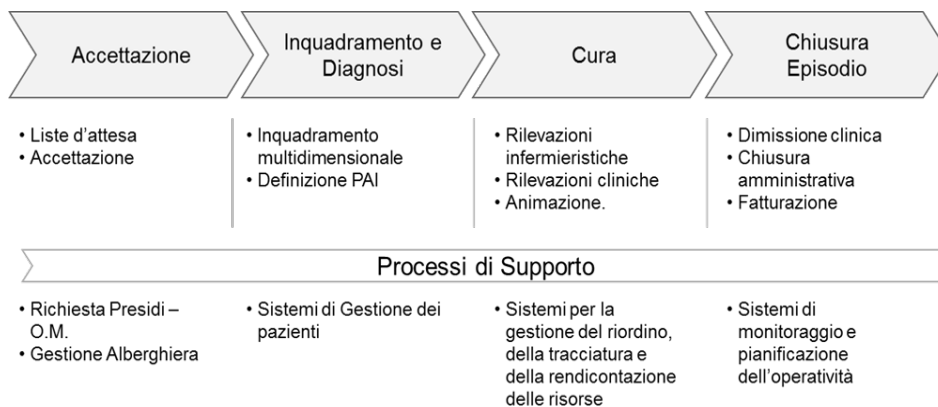 Accettazione
Inquadramento e
Diagnosi
Cura
Chiusura
Episodio
• Liste d'attesa
• Accettazione
• Inquadramento
multidimensionale
• Definizione PAI
• Rilevazioni
infermieristiche
• Rilevazioni cliniche
• Animazione.
• Dimissione clinica
• Chiusura
amministrativa
• Fatturazione
Processi di Supporto
• Richiesta Presidi –
O.M.
• Gestione Alberghiera
• Sistemi di Gestione dei
pazienti
• Sistemi per la
gestione del riordino,
della tracciatura e
della rendicontazione
delle risorse
• Sistemi di
monitoraggio e
pianificazione
dell'operatività